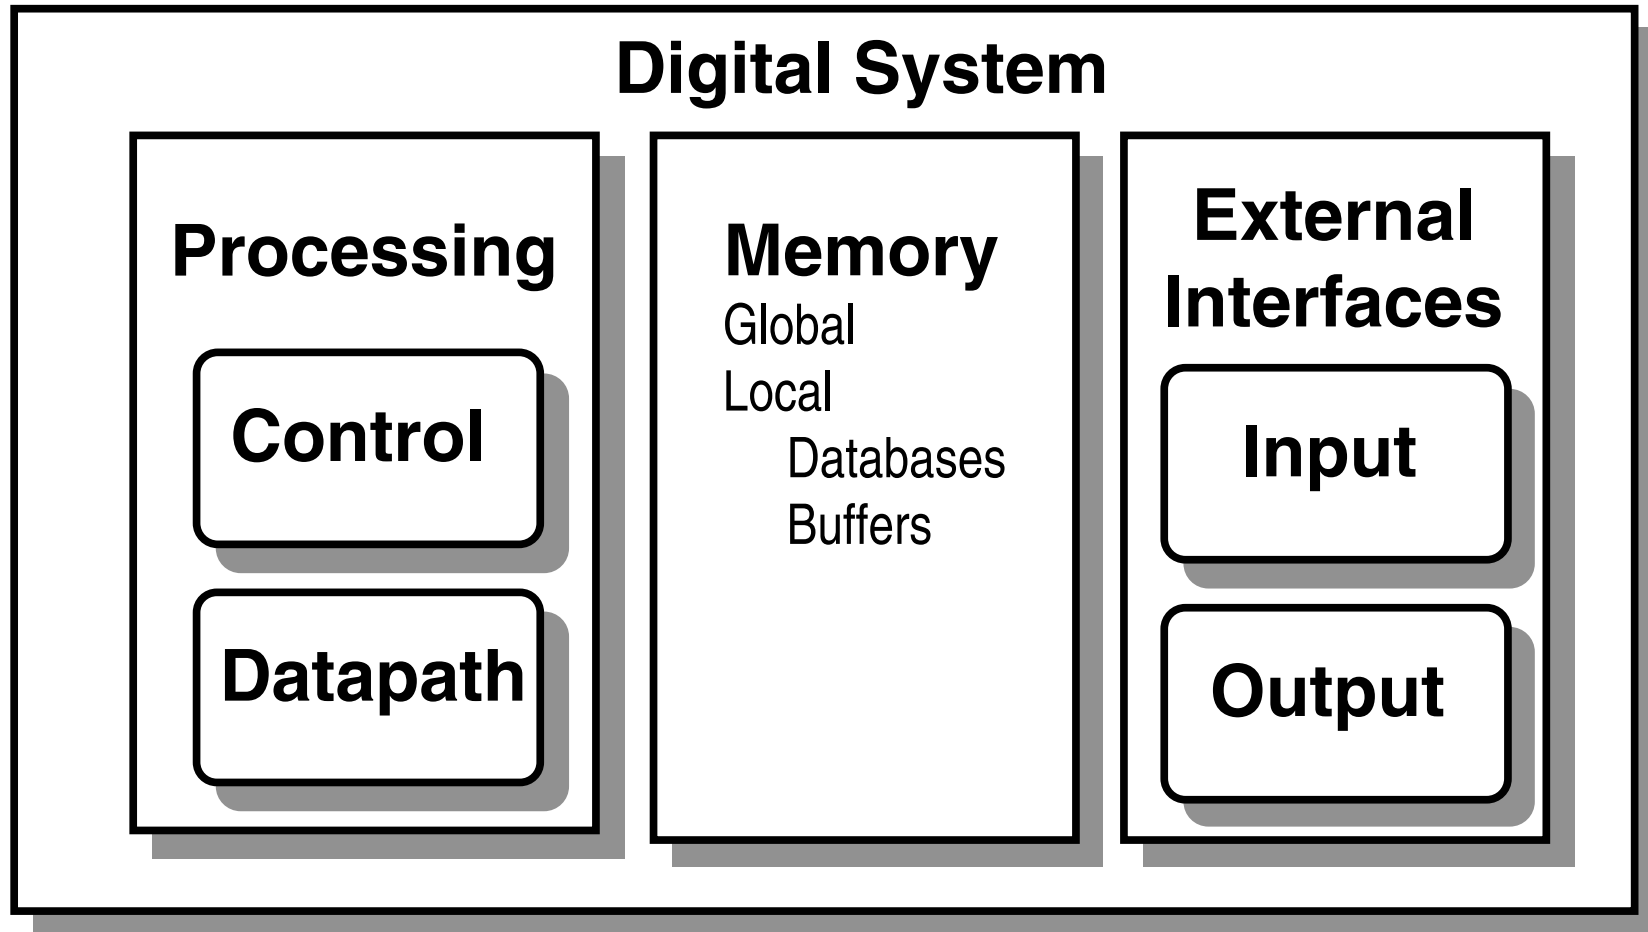 Digital System
Processing
Control
Datapath
Memory
Global
Local
Databases
Buffers
External
Interfaces
Input
Output